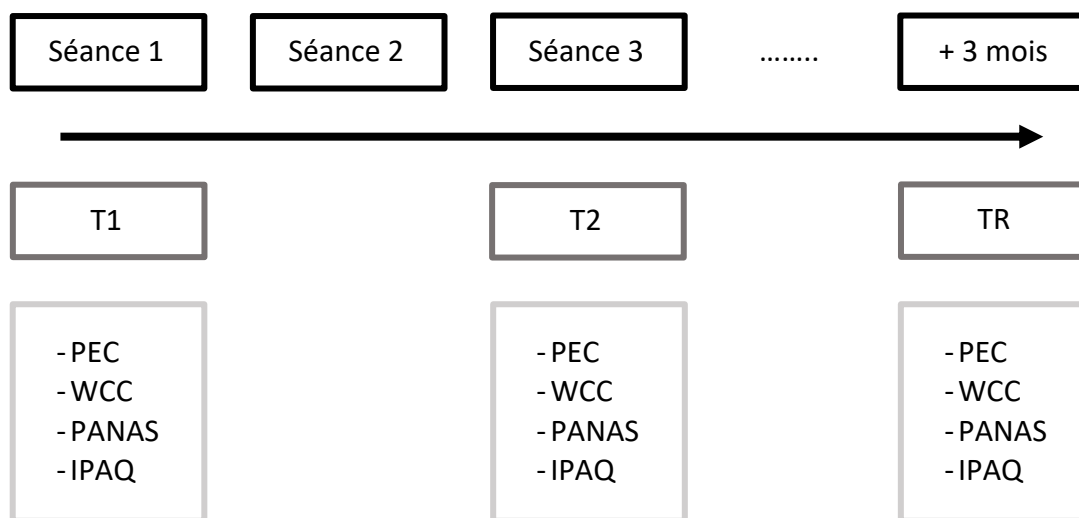 Séance 1
Séance 2
Séance 3
……..
+ 3 mois
T1
T2
TR
- PEC
- WCC
- PANAS
- IPAQ
- PEC
- WCC
- PANAS
- IPAQ
- PEC
- WCC
- PANAS
- IPAQ